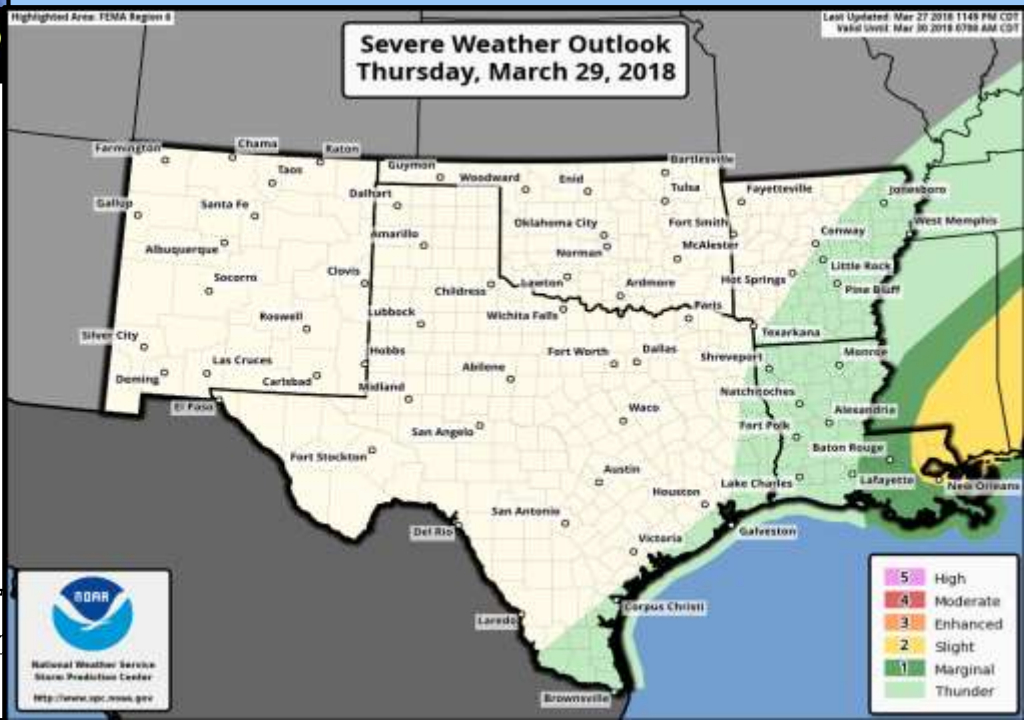 Highlighted Area: FEMA Region 6
Last Updated: Mar 27 2018 1149 PM CDT
Valid Until: Mar 30 2018 0700 AM CDT
Severe Weather Outlook
Thursday, March 29, 2018
Farmington
Chama
Raton
Taos
Guymon
Woodward
Enid
Bartlesville
Tulsa
Fayetteville
Jonesboro
Gallup
Santa Fe
Dalhart
Oklahoma City
Fort Smith
West Memphis
Albuquerque
Amarillo
Norman
McAlester
Conway
Socorro
Clovis
Childress
Lawton
Ardmore
Hot Springs
Little Rock
Pine Bluff
Roswell
Lubbock
Wichita Falls
Paris
Texarkana
Silver City
Las Cruces
Hobbs
Abilene
Fort Worth
Dallas
Shreveport
Monroe
Deming
Carlsbad
Midland
Natchitoches
El Paso
San Angelo
Waco
Fort Polk
Alexandria
Fort Stockton
Austin
Baton Rouge
Houston
Lake Charles
Lafayette
New Orleans
Del Rio
San Antonio
Victoria
Galveston
Laredo
Corpus Christi
Brownsville
NOAA
National Weather Service
Storm Prediction Center
http://www.spc.noaa.gov
5 High
4 Moderate
3 Enhanced
2 Slight
1 Marginal
Thunder